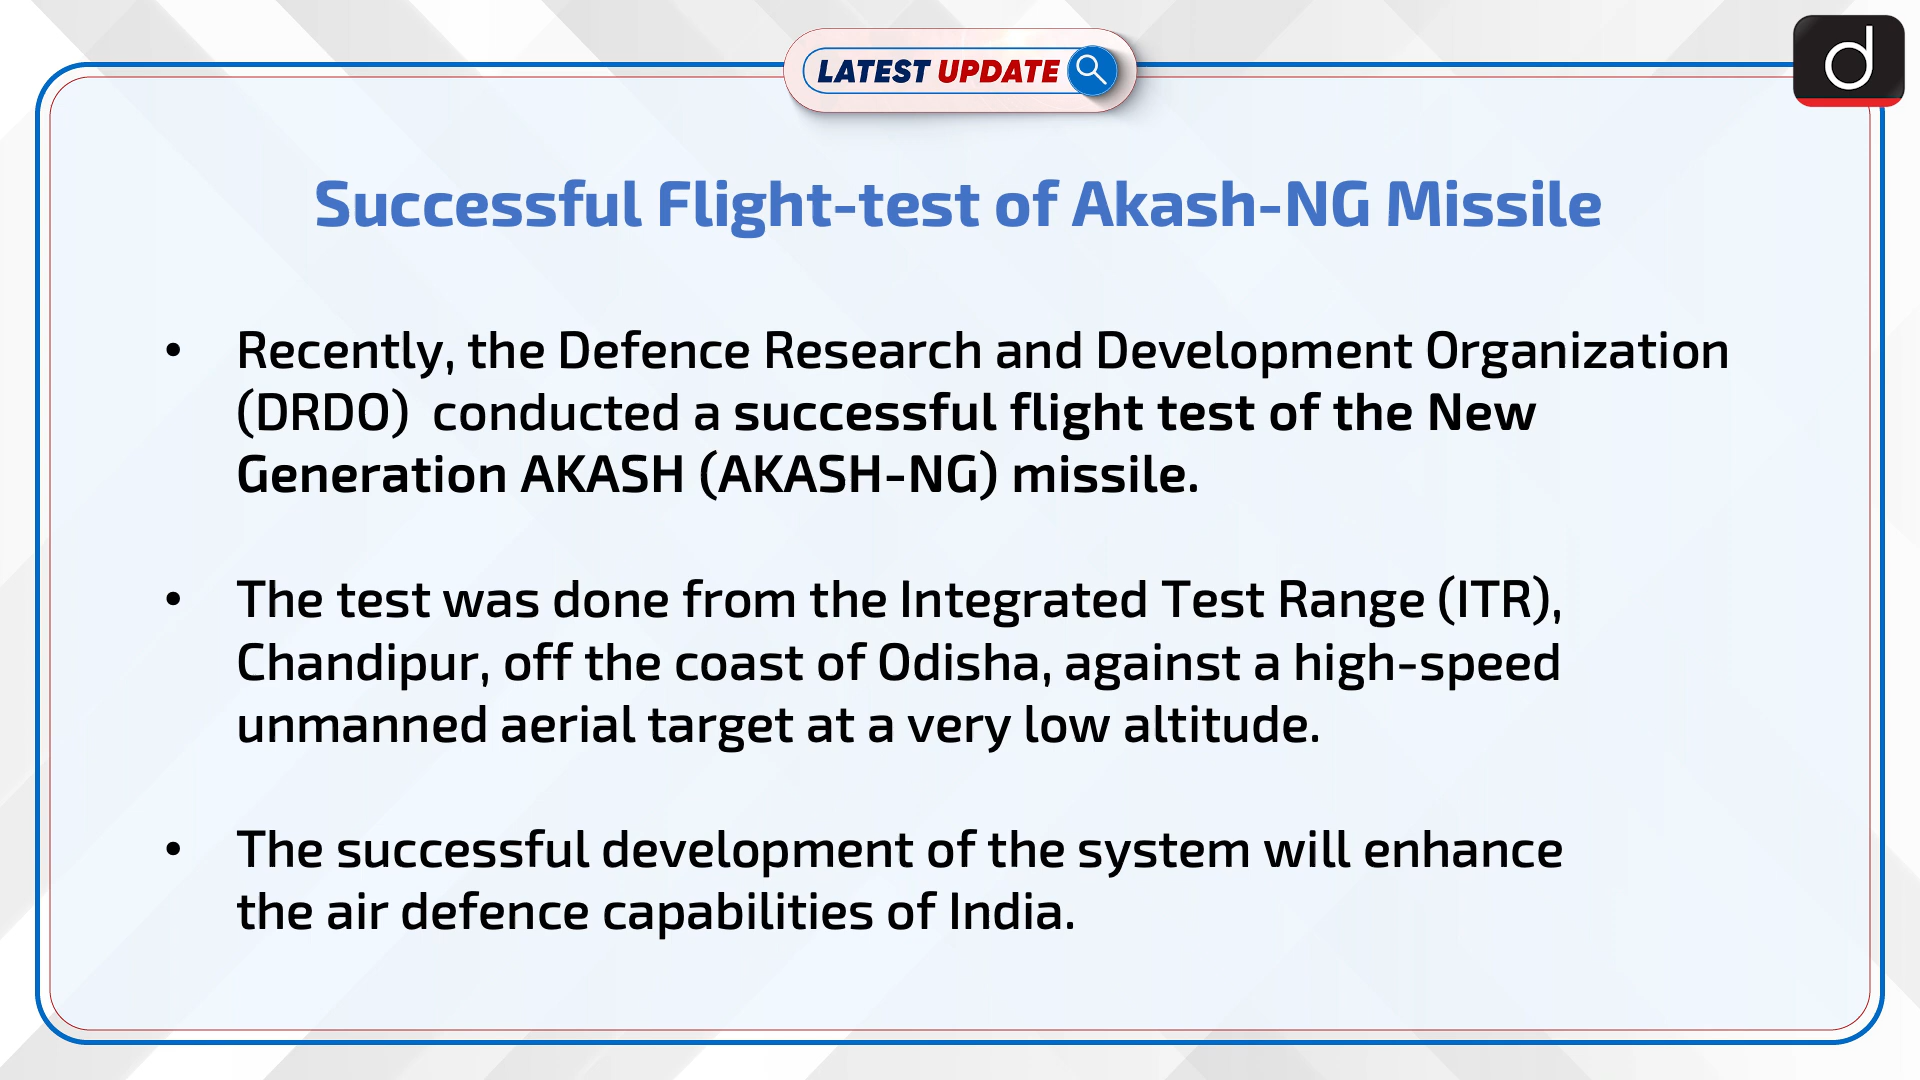 LATEST UPDATE
d
Successful Flight-test of Akash-NG Missile
• Recently, the Defence Research and Development Organization
(DRDO)  conducted a successful flight test of the New
Generation AKASH (AKASH-NG) missile.
• The test was done from the Integrated Test Range (ITR),
Chandipur, off the coast of Odisha, against a high-speed
unmanned aerial target at a very low altitude.
• The successful development of the system will enhance
the air defence capabilities of India.